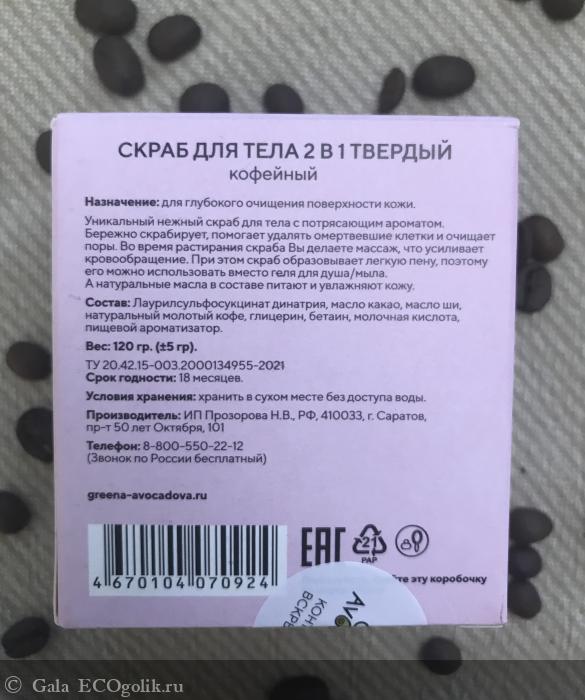 СКРАБ ДЛЯ ТЕЛА 2 В 1 ТВЕРДЫЙ
кофейный
Назначение: для глубокого очищения поверхности кожи.
Уникальный нежный скраб для тела с потрясающим ароматом.
Бережно скрабирует, помогает удалять омертвевшие клетки и очищает
поры. Во время растирания скраба Вы делаете массаж, что усиливает
кровообращение. При этом скраб образовывает легкую пену, поэтому
его можно использовать вместо геля для душа/мыла.
А натуральные масла в составе питают и увлажняют кожу.
Состав: Лаурилсульфосукцинат динатрия, масло какао, масло ши,
натуральный молотый кофе, глицерин, бетаин, молочная кислота,
пищевой ароматизатор.
Вес: 120 гр. (±5 гр).
ТУ 20.42.15-003.2000134955-2021
Срок годности: 18 месяцев.
Условия хранения: хранить в сухом месте без доступа воды.
Производитель: ИП Прозорова Н.В., РФ, 410033, г. Саратов,
пр-т 50 лет Октября, 101
Телефон: 8-800-550-22-12
(Звонок по России бесплатный)
greena-avocadova.ru
4 670104 070924
EAC
21
PAP
эту коробочку
© Gala ECOgolik.ru